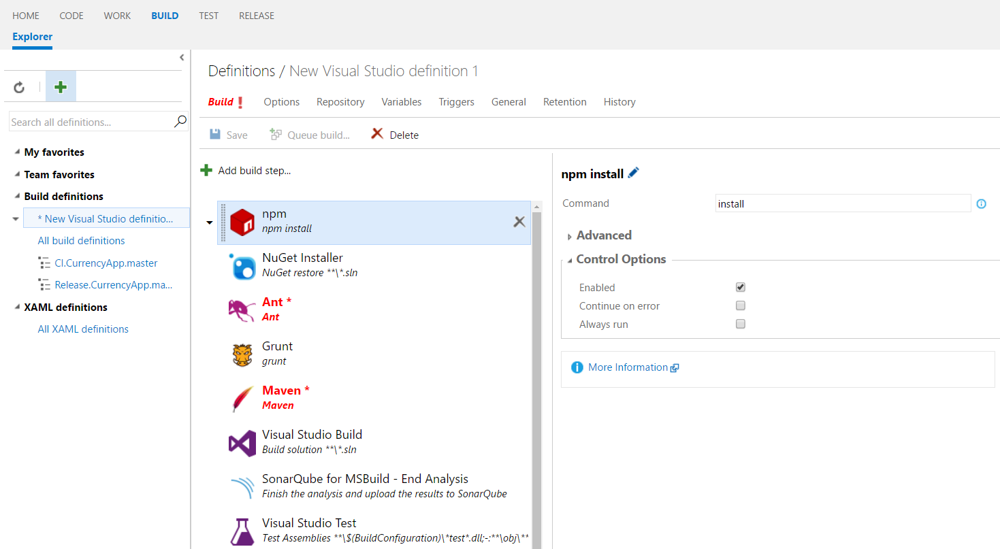 HOME CODE WORK BUILD TEST RELEASE
Explorer
Search all definitions...
My favorites
Team favorites
Build definitions
* New Visual Studio definitio...
All build definitions
CI.CurrencyApp.master
Release.CurrencyApp.ma...
XAML definitions
All XAML definitions
Definitions / New Visual Studio definition 1
Build Options Repository Variables Triggers General Retention History
Save Queue build... Delete
Add build step...
npm
npm install
NuGet Installer
NuGet restore **\*.sln
Ant *
Ant
Grunt
grunt
Maven *
Maven
Visual Studio Build
Build solution **\*.sln
SonarQube for MSBuild - End Analysis
Finish the analysis and upload the results to SonarQube
Visual Studio Test
Test Assemblies **\$(BuildConfiguration)\*test*.dll;-:**\obj\**
npm install
Command install
Advanced
Control Options
Enabled
Continue on error
Always run
More Information